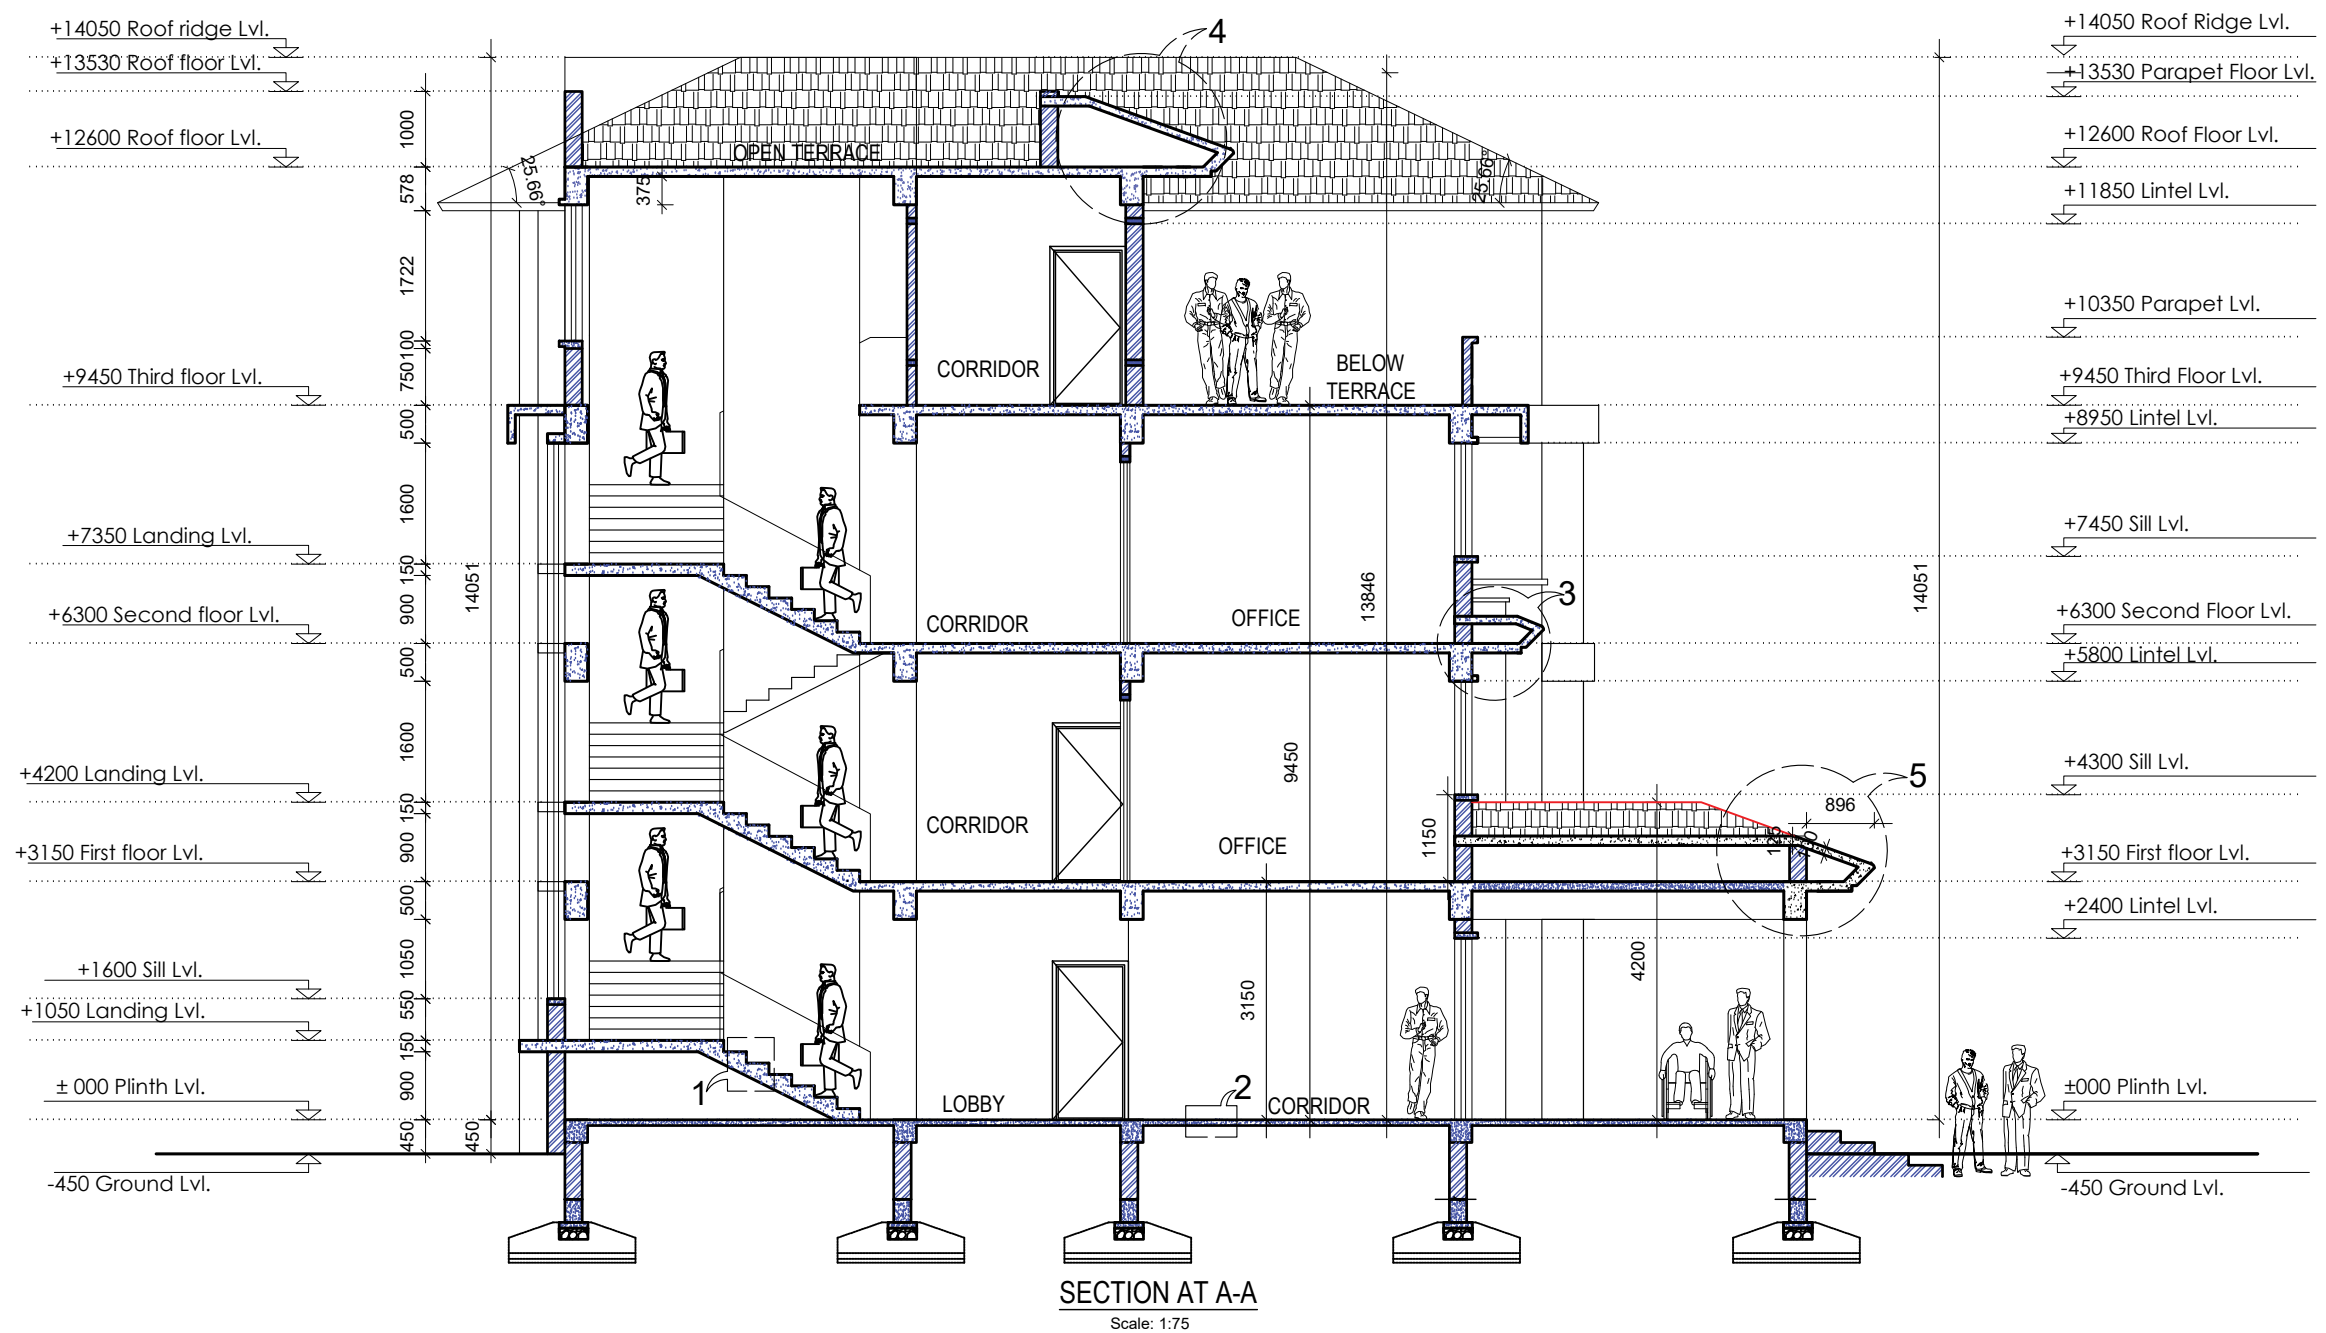 +14050 Roof ridge Lvl.
+13530 Roof floor Lvl.
+12600 Roof floor Lvl.
+9450 Third floor Lvl.
+7350 Landing Lvl.
+6300 Second floor Lvl.
+4200 Landing Lvl.
+3150 First floor Lvl.
+1600 Sill Lvl.
+1050 Landing Lvl.
± 000 Plinth Lvl.
-450 Ground Lvl.
1000
578
1722
100
750
500
1600
150
900
500
1600
150
900
500
1050
550
150
900
450
14051
450
25.66°
375
OPEN TERRACE
4
25.66°
CORRIDOR
BELOW
TERRACE
CORRIDOR
OFFICE
13846
3
CORRIDOR
OFFICE
9450
1150
896
125
5
3150
4200
1
LOBBY
2
CORRIDOR
14051
+14050 Roof Ridge Lvl.
+13530 Parapet Floor Lvl.
+12600 Roof Floor Lvl.
+11850 Lintel Lvl.
+10350 Parapet Lvl.
+9450 Third Floor Lvl.
+8950 Lintel Lvl.
+7450 Sill Lvl.
+6300 Second Floor Lvl.
+5800 Lintel Lvl.
+4300 Sill Lvl.
+3150 First floor Lvl.
+2400 Lintel Lvl.
±000 Plinth Lvl.
-450 Ground Lvl.
SECTION AT A-A
Scale: 1:75